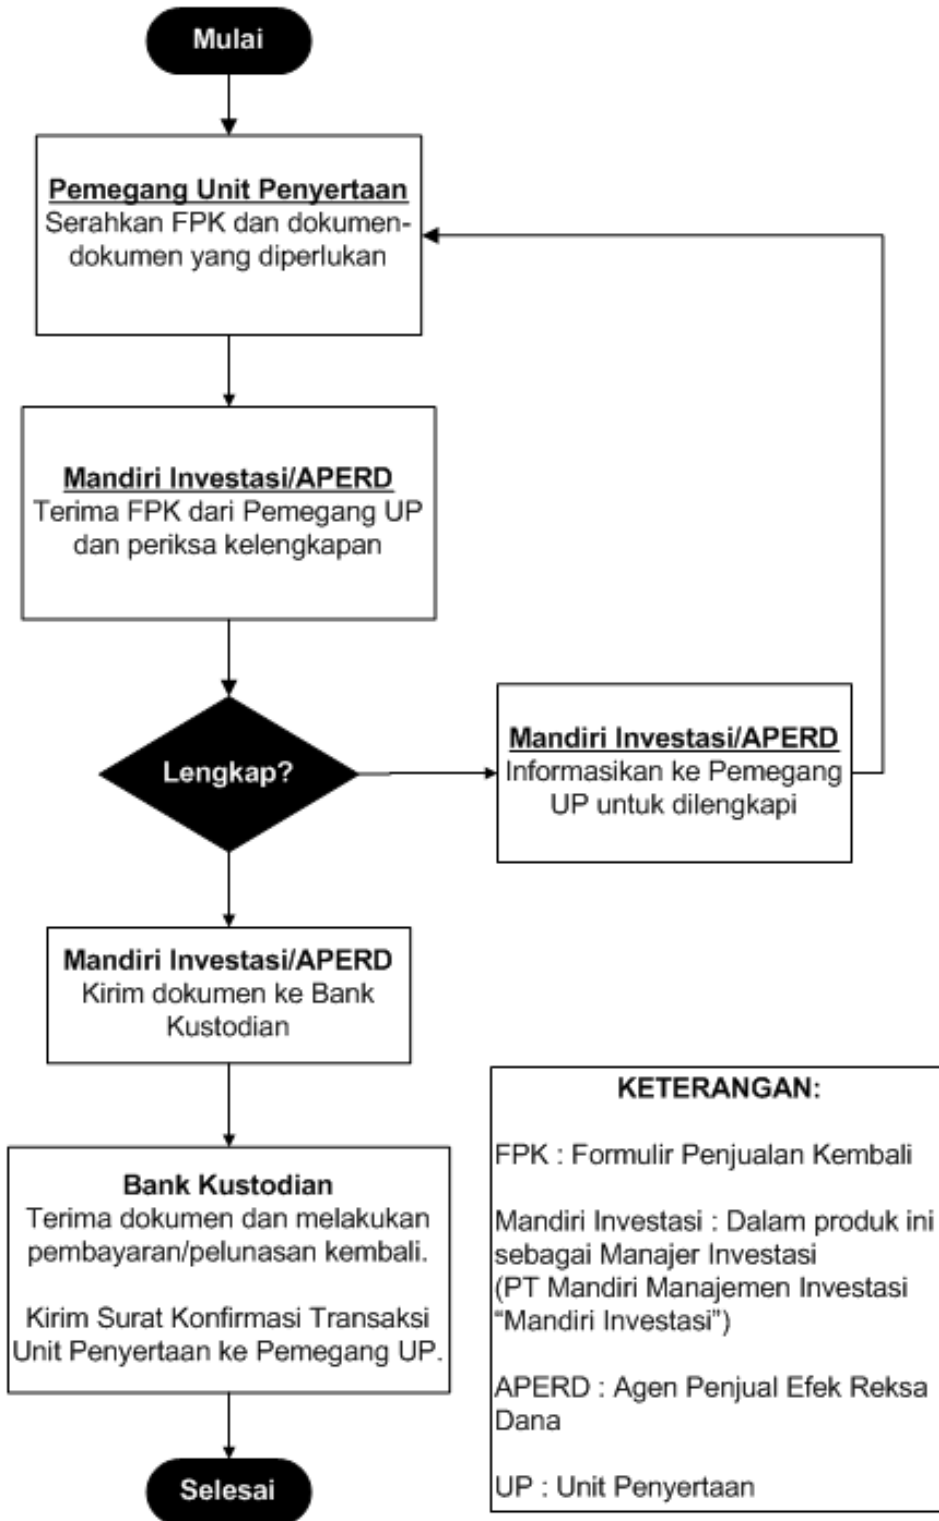 Mulai
Pemegang Unit Penyertaan
Serahkan FPK dan dokumen-
dokumen yang diperlukan
Mandiri Investasi/APERD
Terima FPK dari Pemegang UP
dan periksa kelengkapan
Lengkap?
Mandiri Investasi/APERD
Informasikan ke Pemegang
UP untuk dilengkapi
Mandiri Investasi/APERD
Kirim dokumen ke Bank
Kustodian
Bank Kustodian
Terima dokumen dan melakukan
pembayaran/pelunasan kembali.
Kirim Surat Konfirmasi Transaksi
Unit Penyertaan ke Pemegang UP.
Selesai
KETERANGAN:
FPK : Formulir Penjualan Kembali
Mandiri Investasi : Dalam produk ini
sebagai Manajer Investasi
(PT Mandiri Manajemen Investasi
“Mandiri Investasi”)
APERD : Agen Penjual Efek Reksa
Dana
UP : Unit Penyertaan